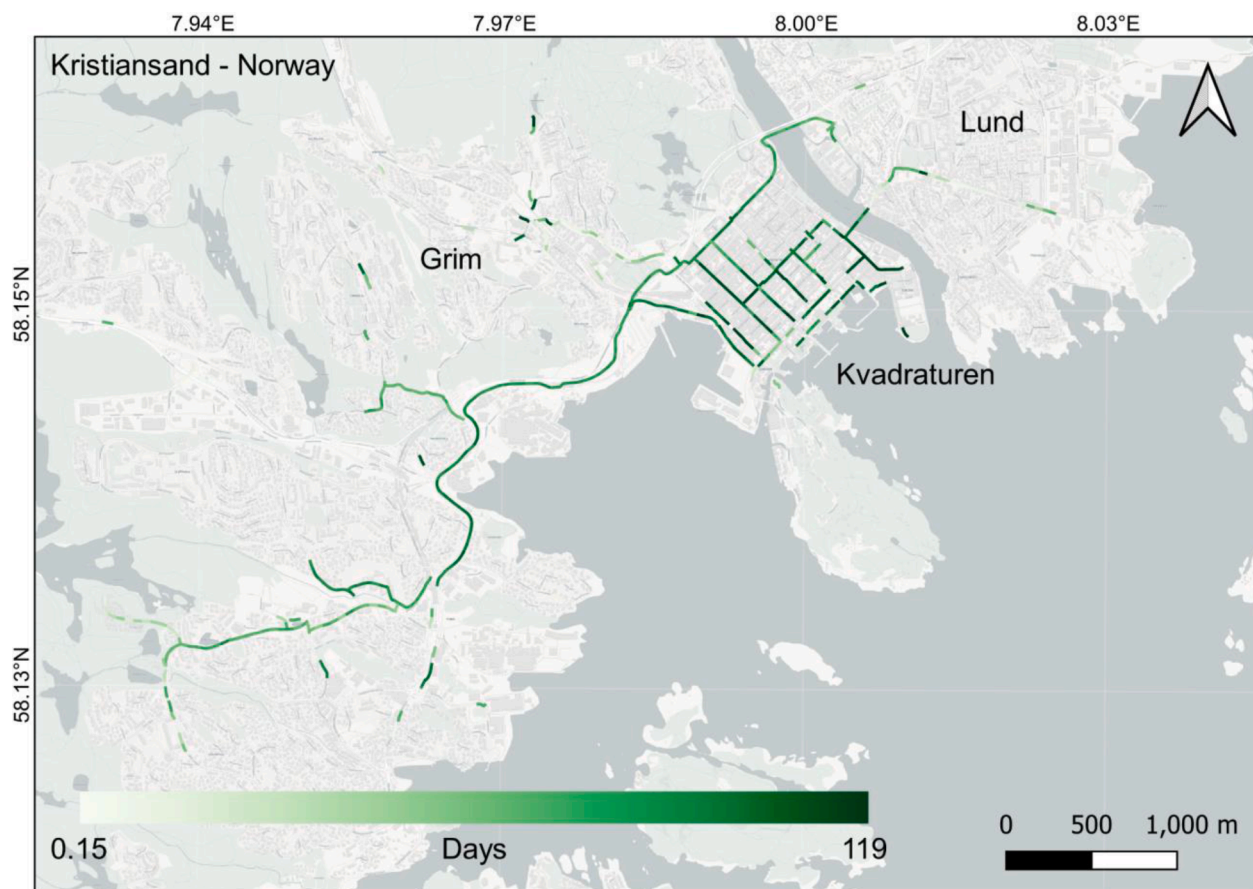 7.94°E 7.97°E 8.00°E 8.03°E
Kristiansand - Norway
Lund
Grim
58.15°N
Kvadraturen
58.13°N
0.15 Days 119
0 500 1,000 m